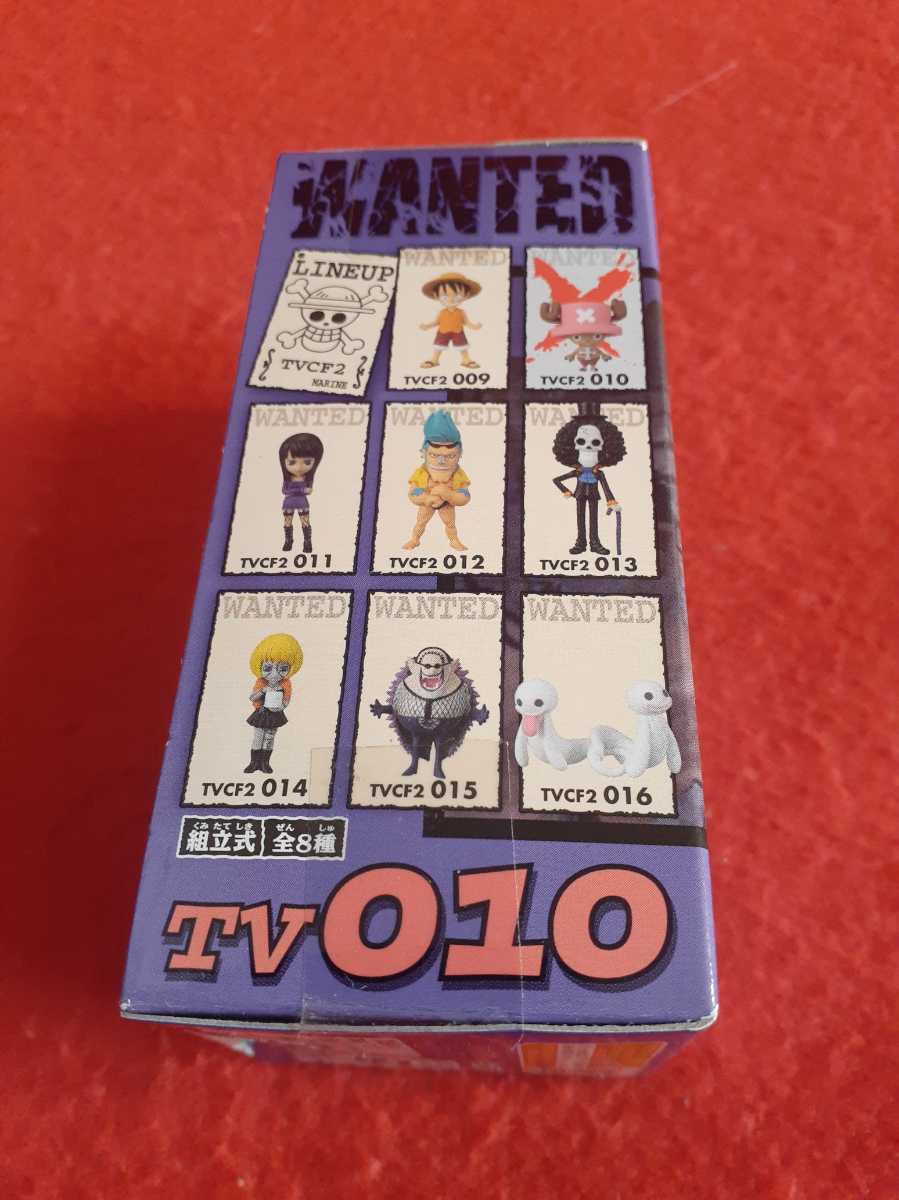 WANTED
LINEUP
TVCF2
MARINE
WANTED
TVCF2 009
WANTED
TVCF2 010
WANTED
TVCF2 011
WANTED
TVCF2 012
WANTED
TVCF2 013
WANTED
TVCF2 014
WANTED
TVCF2 015
WANTED
TVCF2 016
くみたてしき
組立式
ぜん しゅ
全8種
TV010